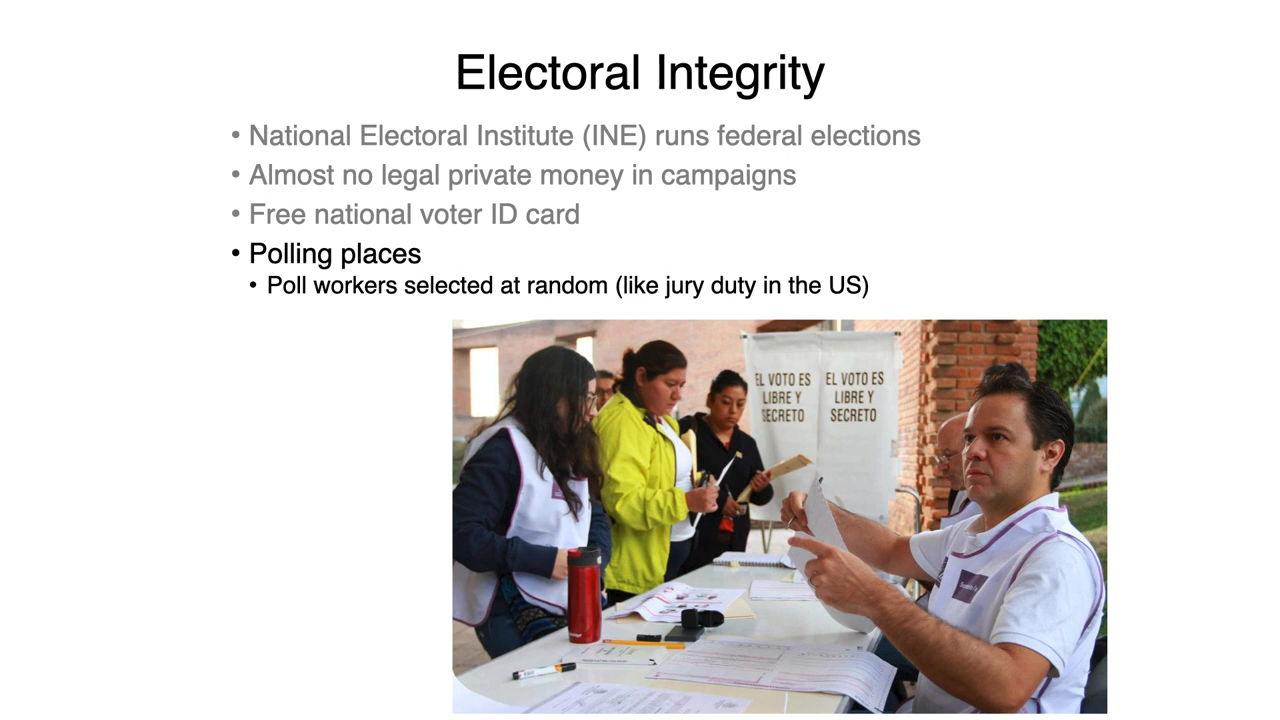 Electoral Integrity
• National Electoral Institute (INE) runs federal elections
• Almost no legal private money in campaigns
• Free national voter ID card
• Polling places
• Poll workers selected at random (like jury duty in the US)
EL VOTO ES
LIBRE Y
SECRETO
EL VOTO ES
LIBRE Y
SECRETO